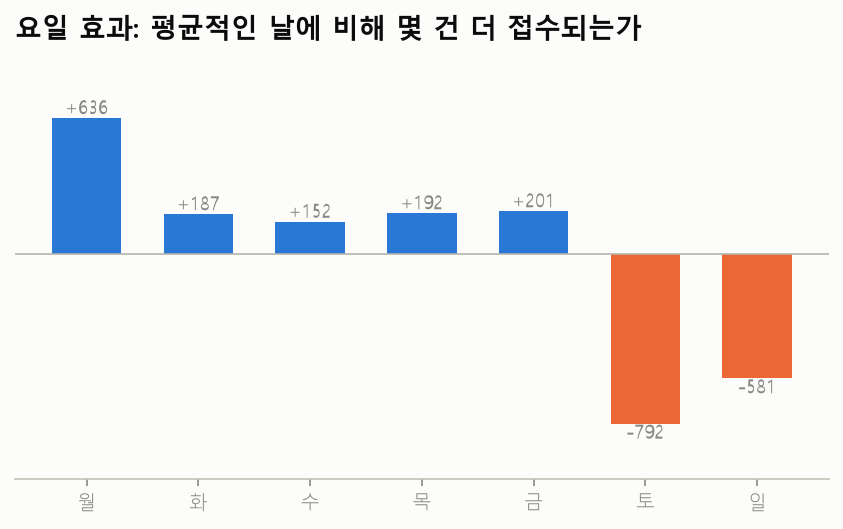 요일 효과: 평균적인 날에 비해 몇 건 더 접수되는가
+636
+187
+152
+192
+201
-792
-581
월
화
수
목
금
토
일